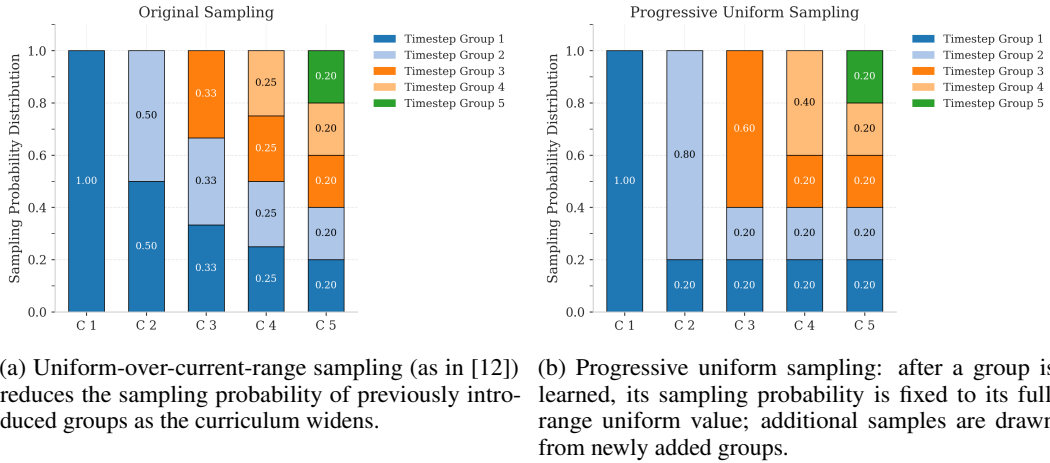 Original Sampling
Sampling Probability Distribution
1.0
0.8
0.6
0.4
0.2
0.0
1.00
0.50
0.50
0.33
0.33
0.33
0.25
0.25
0.25
0.25
0.20
0.20
0.20
0.20
0.20
C 1
C 2
C 3
C 4
C 5
Timestep Group 1
Timestep Group 2
Timestep Group 3
Timestep Group 4
Timestep Group 5
(a) Uniform-over-current-range sampling (as in [12])
reduces the sampling probability of previously intro-
duced groups as the curriculum widens.
Progressive Uniform Sampling
Sampling Probability Distribution
1.0
0.8
0.6
0.4
0.2
0.0
1.00
0.80
0.20
0.60
0.20
0.20
0.40
0.20
0.20
0.20
0.20
0.20
0.20
0.20
0.20
C 1
C 2
C 3
C 4
C 5
Timestep Group 1
Timestep Group 2
Timestep Group 3
Timestep Group 4
Timestep Group 5
(b) Progressive uniform sampling: after a group is
learned, its sampling probability is fixed to its full
range uniform value; additional samples are drawn
from newly added groups.